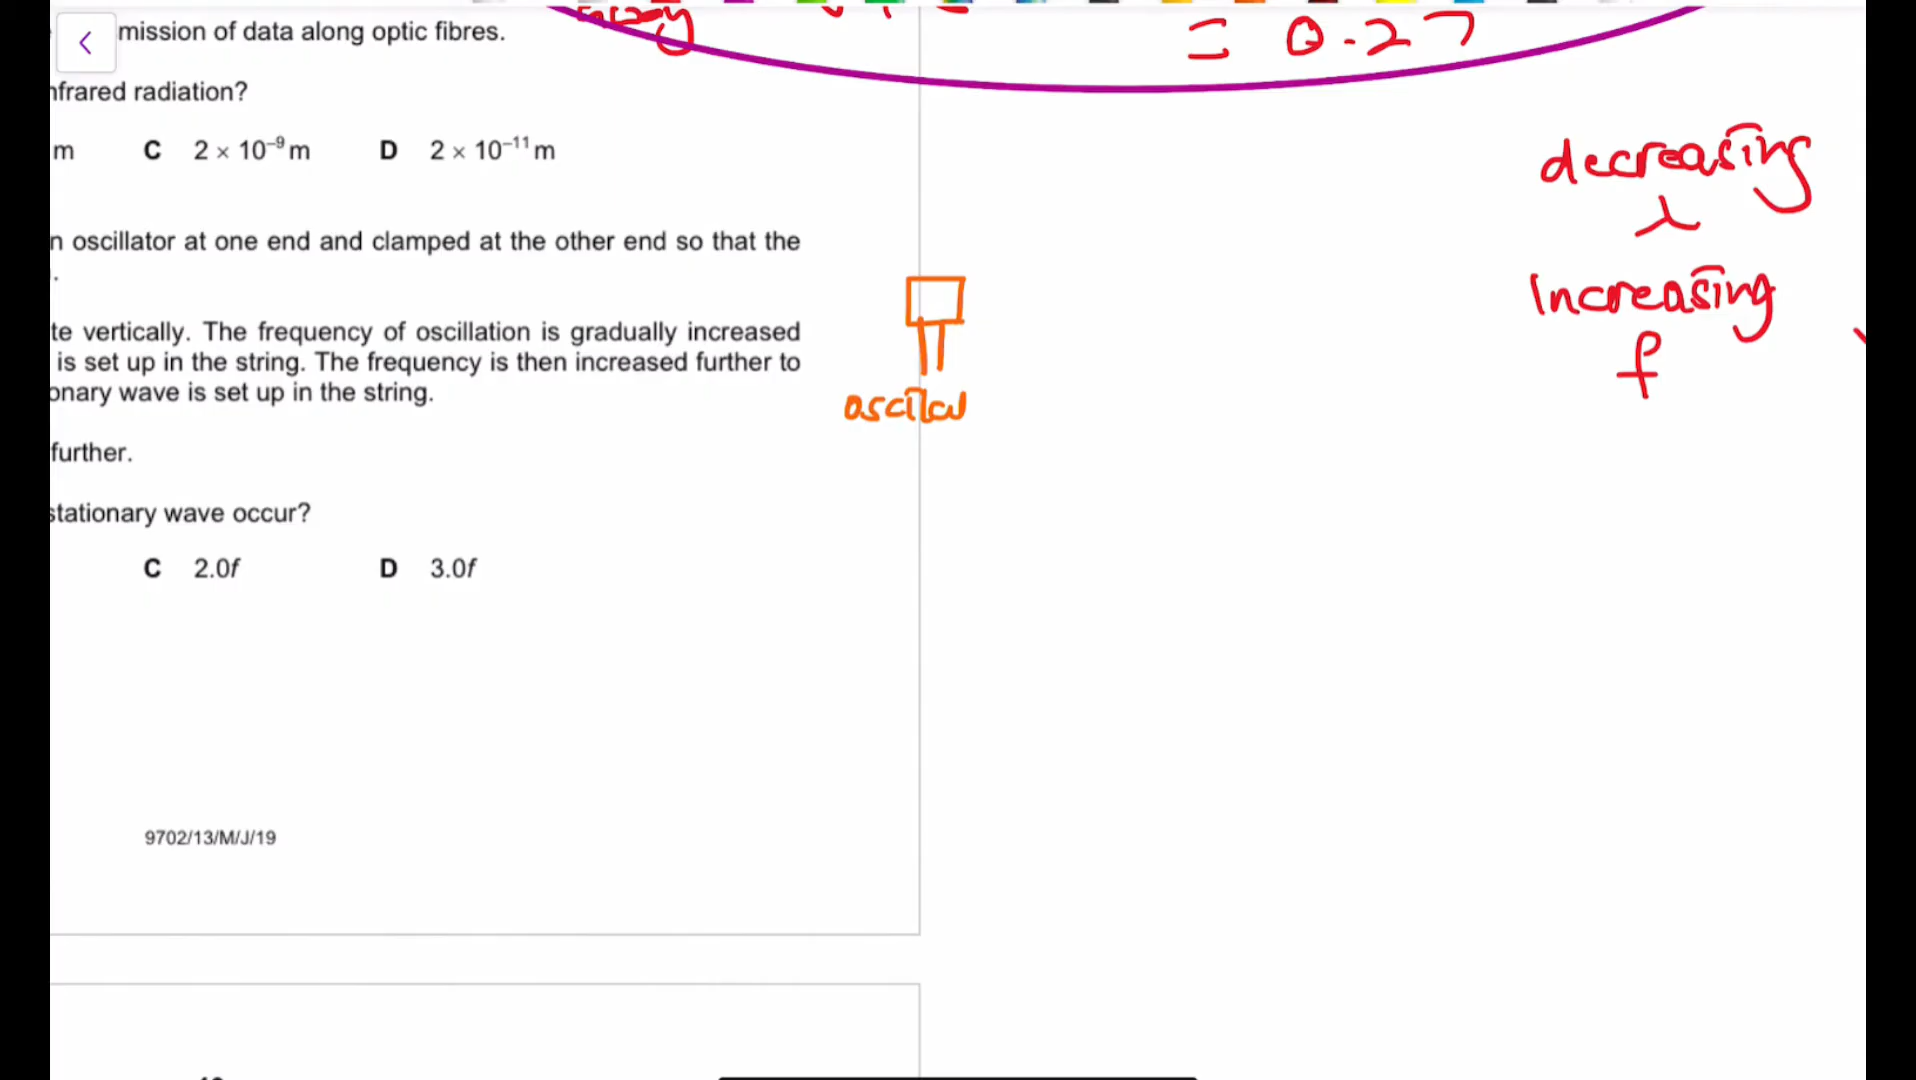 mission of data along optic fibres.
= 0.27
nfrared radiation?
m C 2 × 10⁻⁹ m D 2 × 10⁻¹¹ m
decreasing
λ
increasing
f
n oscillator at one end and clamped at the other end so that the
.
te vertically. The frequency of oscillation is gradually increased
is set up in the string. The frequency is then increased further to
onary wave is set up in the string.
oscilla
further.
stationary wave occur?
C 2.0f D 3.0f
9702/13/M/J/19